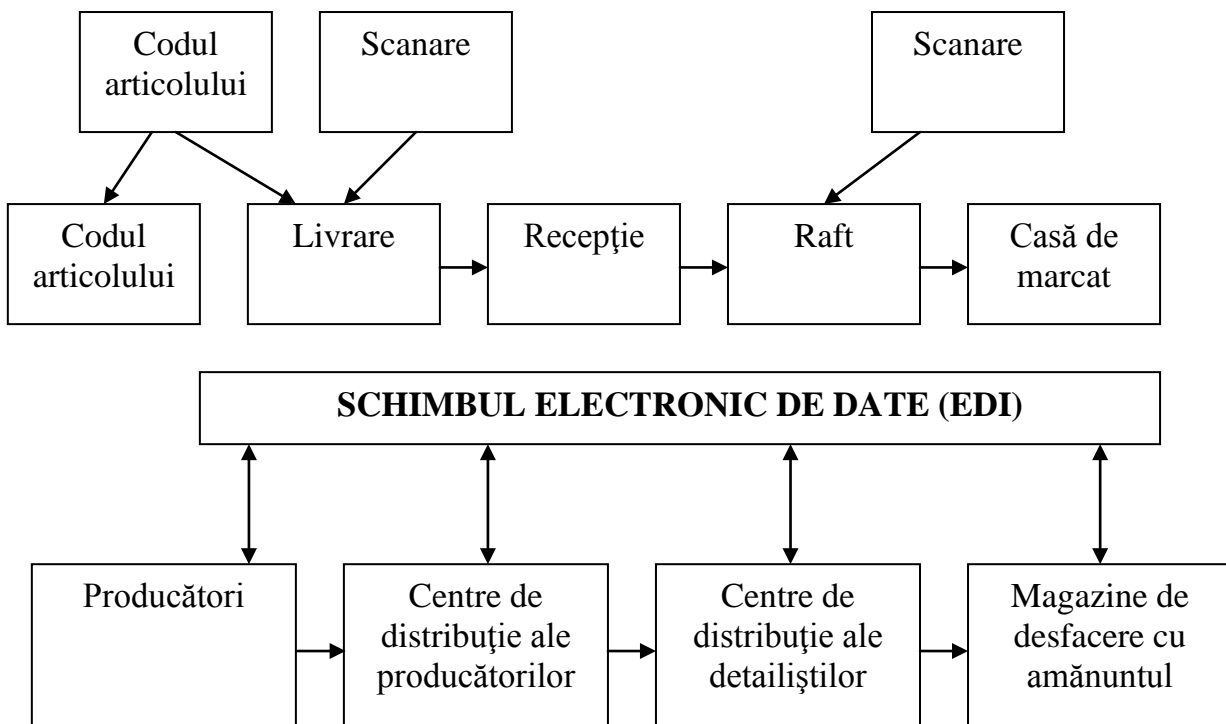 Codul
articolului
Scanare
Scanare
Codul
articolului
Livrare
Recepţie
Raft
Casă de
marcat
SCHIMBUL ELECTRONIC DE DATE (EDI)
Producători
Centre de
distribuţie ale
producătorilor
Centre de
distribuţie ale
detailiştilor
Magazine de
desfacere cu
amănuntul